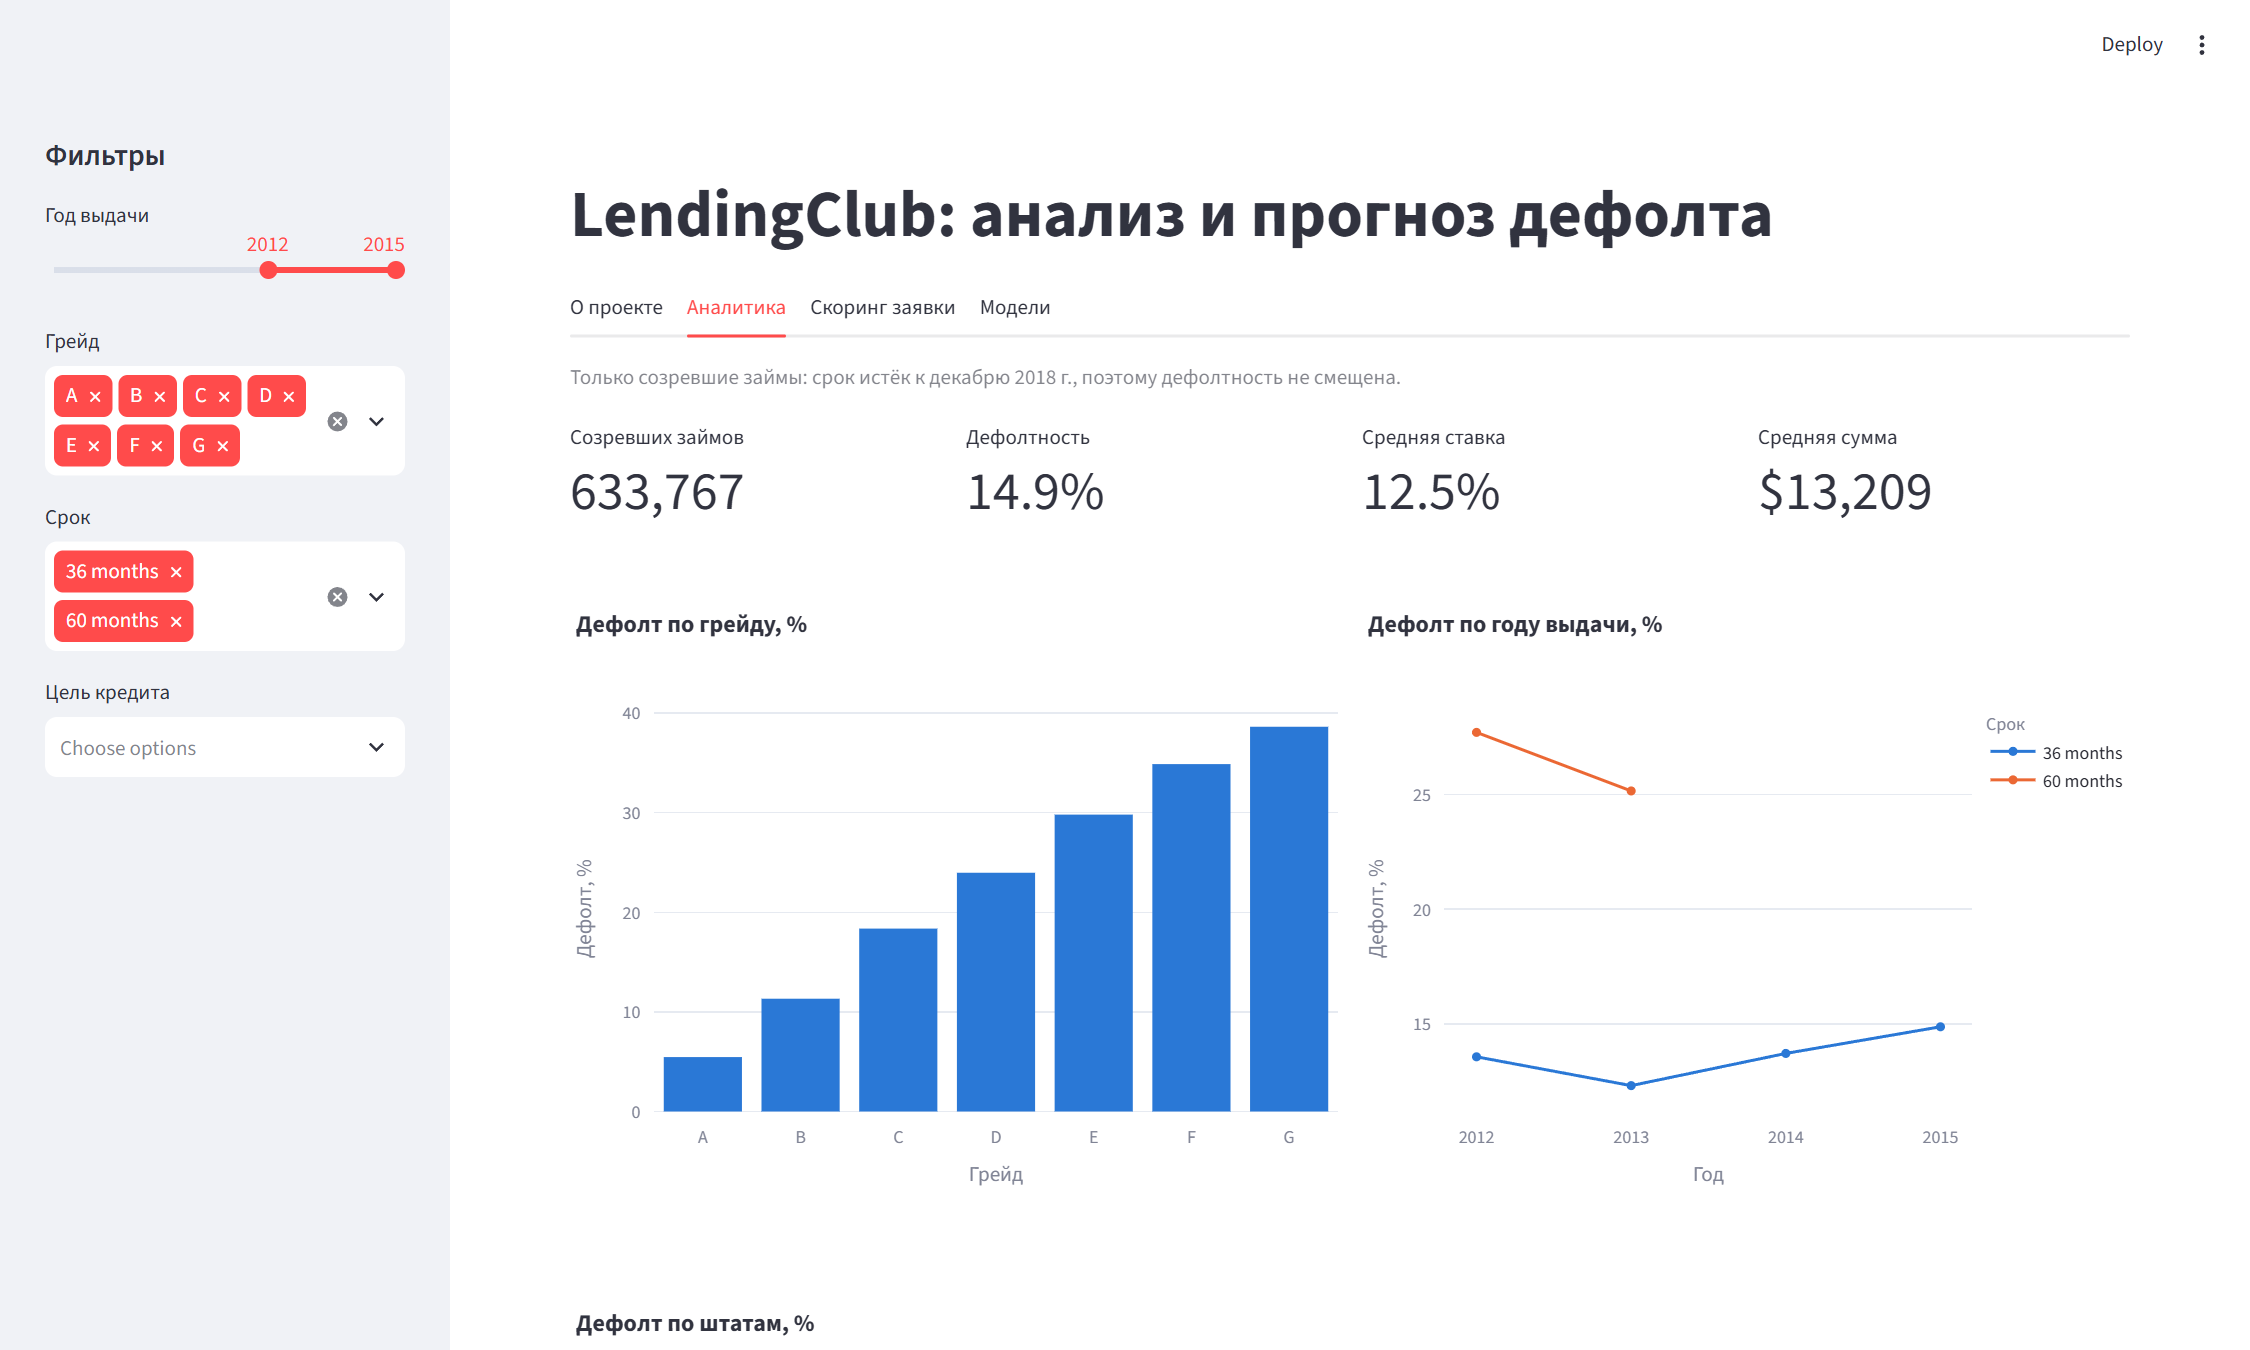 Deploy
Фильтры
Год выдачи
2012 2015
Грейд
A B C D
E F G
Срок
36 months
60 months
Цель кредита
Choose options
LendingClub: анализ и прогноз дефолта
О проекте Аналитика Скоринг заявки Модели
Только созревшие займы: срок истёк к декабрю 2018 г., поэтому дефолтность не смещена.
Созревших займов Дефолтность Средняя ставка Средняя сумма
633,767 14.9% 12.5% $13,209
Дефолт по грейду, %
40
30
20
10
0
Дефолт, %
A B C D E F G
Грейд
Дефолт по году выдачи, %
25
20
15
Дефолт, %
2012 2013 2014 2015
Год
Срок
36 months
60 months
Дефолт по штатам, %